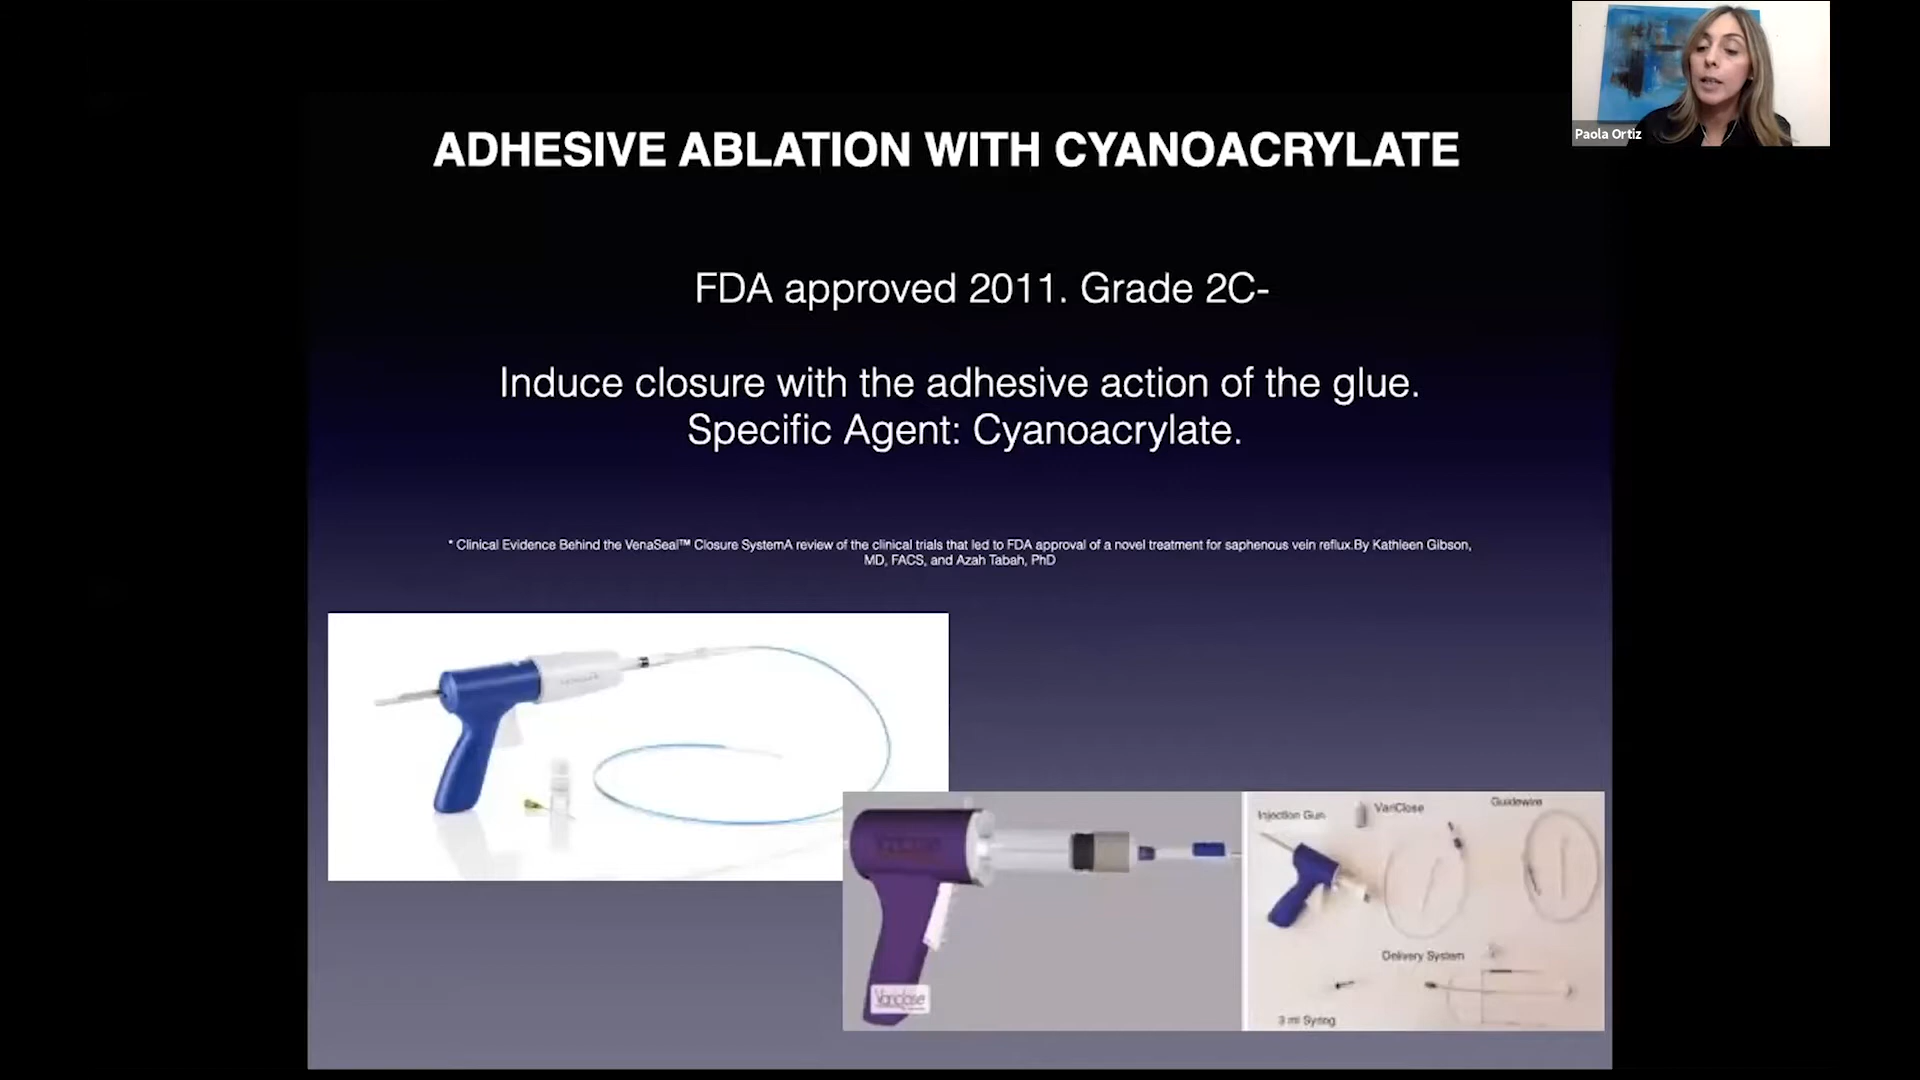 Paola Ortiz
ADHESIVE ABLATION WITH CYANOACRYLATE
FDA approved 2011. Grade 2C-
Induce closure with the adhesive action of the glue.
Specific Agent: Cyanoacrylate.
* Clinical Evidence Behind the VenaSeal™ Closure SystemA review of the clinical trials that led to FDA approval of a novel treatment for saphenous vein reflux.By Kathleen Gibson,
MD, FACS, and Azah Tabah, PhD
Variclose
Injection Gun
VariClose
Guidewire
Delivery System
3 ml Syring